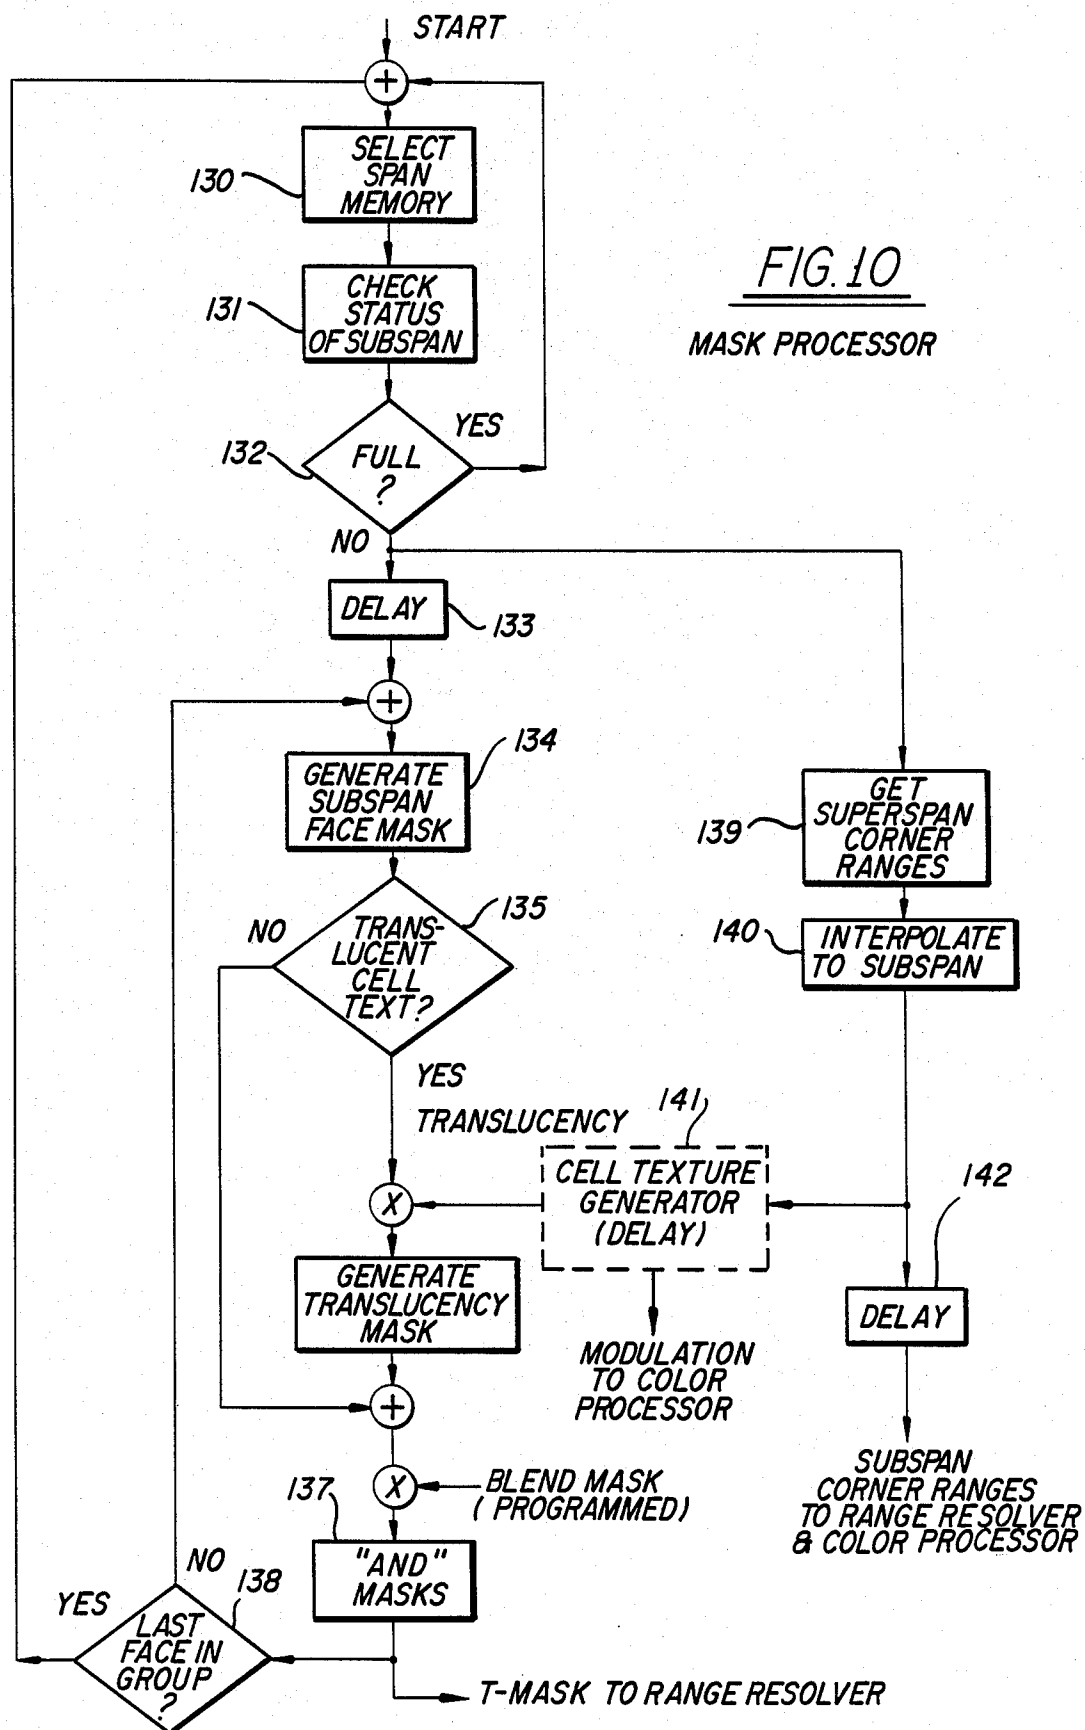 START
+
SELECT
SPAN
MEMORY
130
FIG. 10
MASK PROCESSOR
CHECK
STATUS
OF SUBSPAN
131
YES
132
FULL
?
NO
DELAY
133
+
134
GENERATE
SUBSPAN
FACE MASK
GET
SUPERSPAN
CORNER
RANGES
139
135
NO
TRANS-
LUCENT
CELL
TEXT?
140
INTERPOLATE
TO SUBSPAN
YES
TRANSLUCENCY
141
CELL TEXTURE
GENERATOR
(DELAY)
142
X
GENERATE
TRANSLUCENCY
MASK
DELAY
MODULATION
TO COLOR
PROCESSOR
+
SUBSPAN
CORNER RANGES
TO RANGE RESOLVER
& COLOR PROCESSOR
X
BLEND MASK
(PROGRAMMED)
137
"AND"
MASKS
NO
138
YES
LAST
FACE IN
GROUP
?
T-MASK TO RANGE RESOLVER